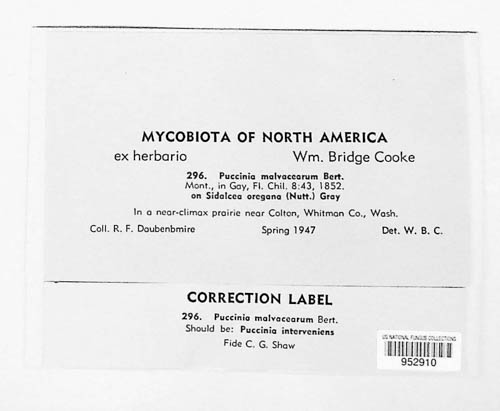 MYCOBIOTA OF NORTH AMERICA
ex herbario Wm. Bridge Cooke
296. Puccinia malvacearum Bert.
Mont., in Gay, Fl. Chil. 8:43, 1852.
on Sidalcea oregana (Nutt.) Gray
In a near-climax prairie near Colton, Whitman Co., Wash.
Coll. R. F. Daubenbmire Spring 1947 Det. W. B. C.
CORRECTION LABEL
296. Puccinia malvacearum Bert.
Should be: Puccinia interveniens
Fide C. G. Shaw
US NATIONAL FUNGUS COLLECTIONS
952910